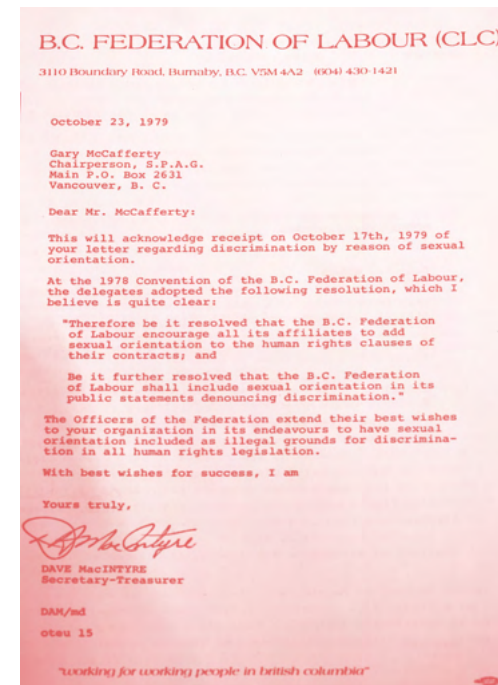 B.C. FEDERATION OF LABOUR (CLC)
3110 Boundary Road, Burnaby, B.C. V5M 4A2 (604) 430-1421
October 23, 1979
Gary McCafferty
Chairperson, S.P.A.G.
Main P.O. Box 2631
Vancouver, B. C.
Dear Mr. McCafferty:
This will acknowledge receipt on October 17th, 1979 of
your letter regarding discrimination by reason of sexual
orientation.
At the 1978 Convention of the B.C. Federation of Labour,
the delegates adopted the following resolution, which I
believe is quite clear:
"Therefore be it resolved that the B.C. Federation
of Labour encourage all its affiliates to add
sexual orientation to the human rights clauses of
their contracts; and
Be it further resolved that the B.C. Federation
of Labour shall include sexual orientation in its
public statements denouncing discrimination."
The Officers of the Federation extend their best wishes
to your organization in its endeavours to have sexual
orientation included as illegal grounds for discrimina-
tion in all human rights legislation.
With best wishes for success, I am
Yours truly,
DAVE MacINTYRE
Secretary-Treasurer
DAM/md
oteu 15
"working for working people in british columbia"